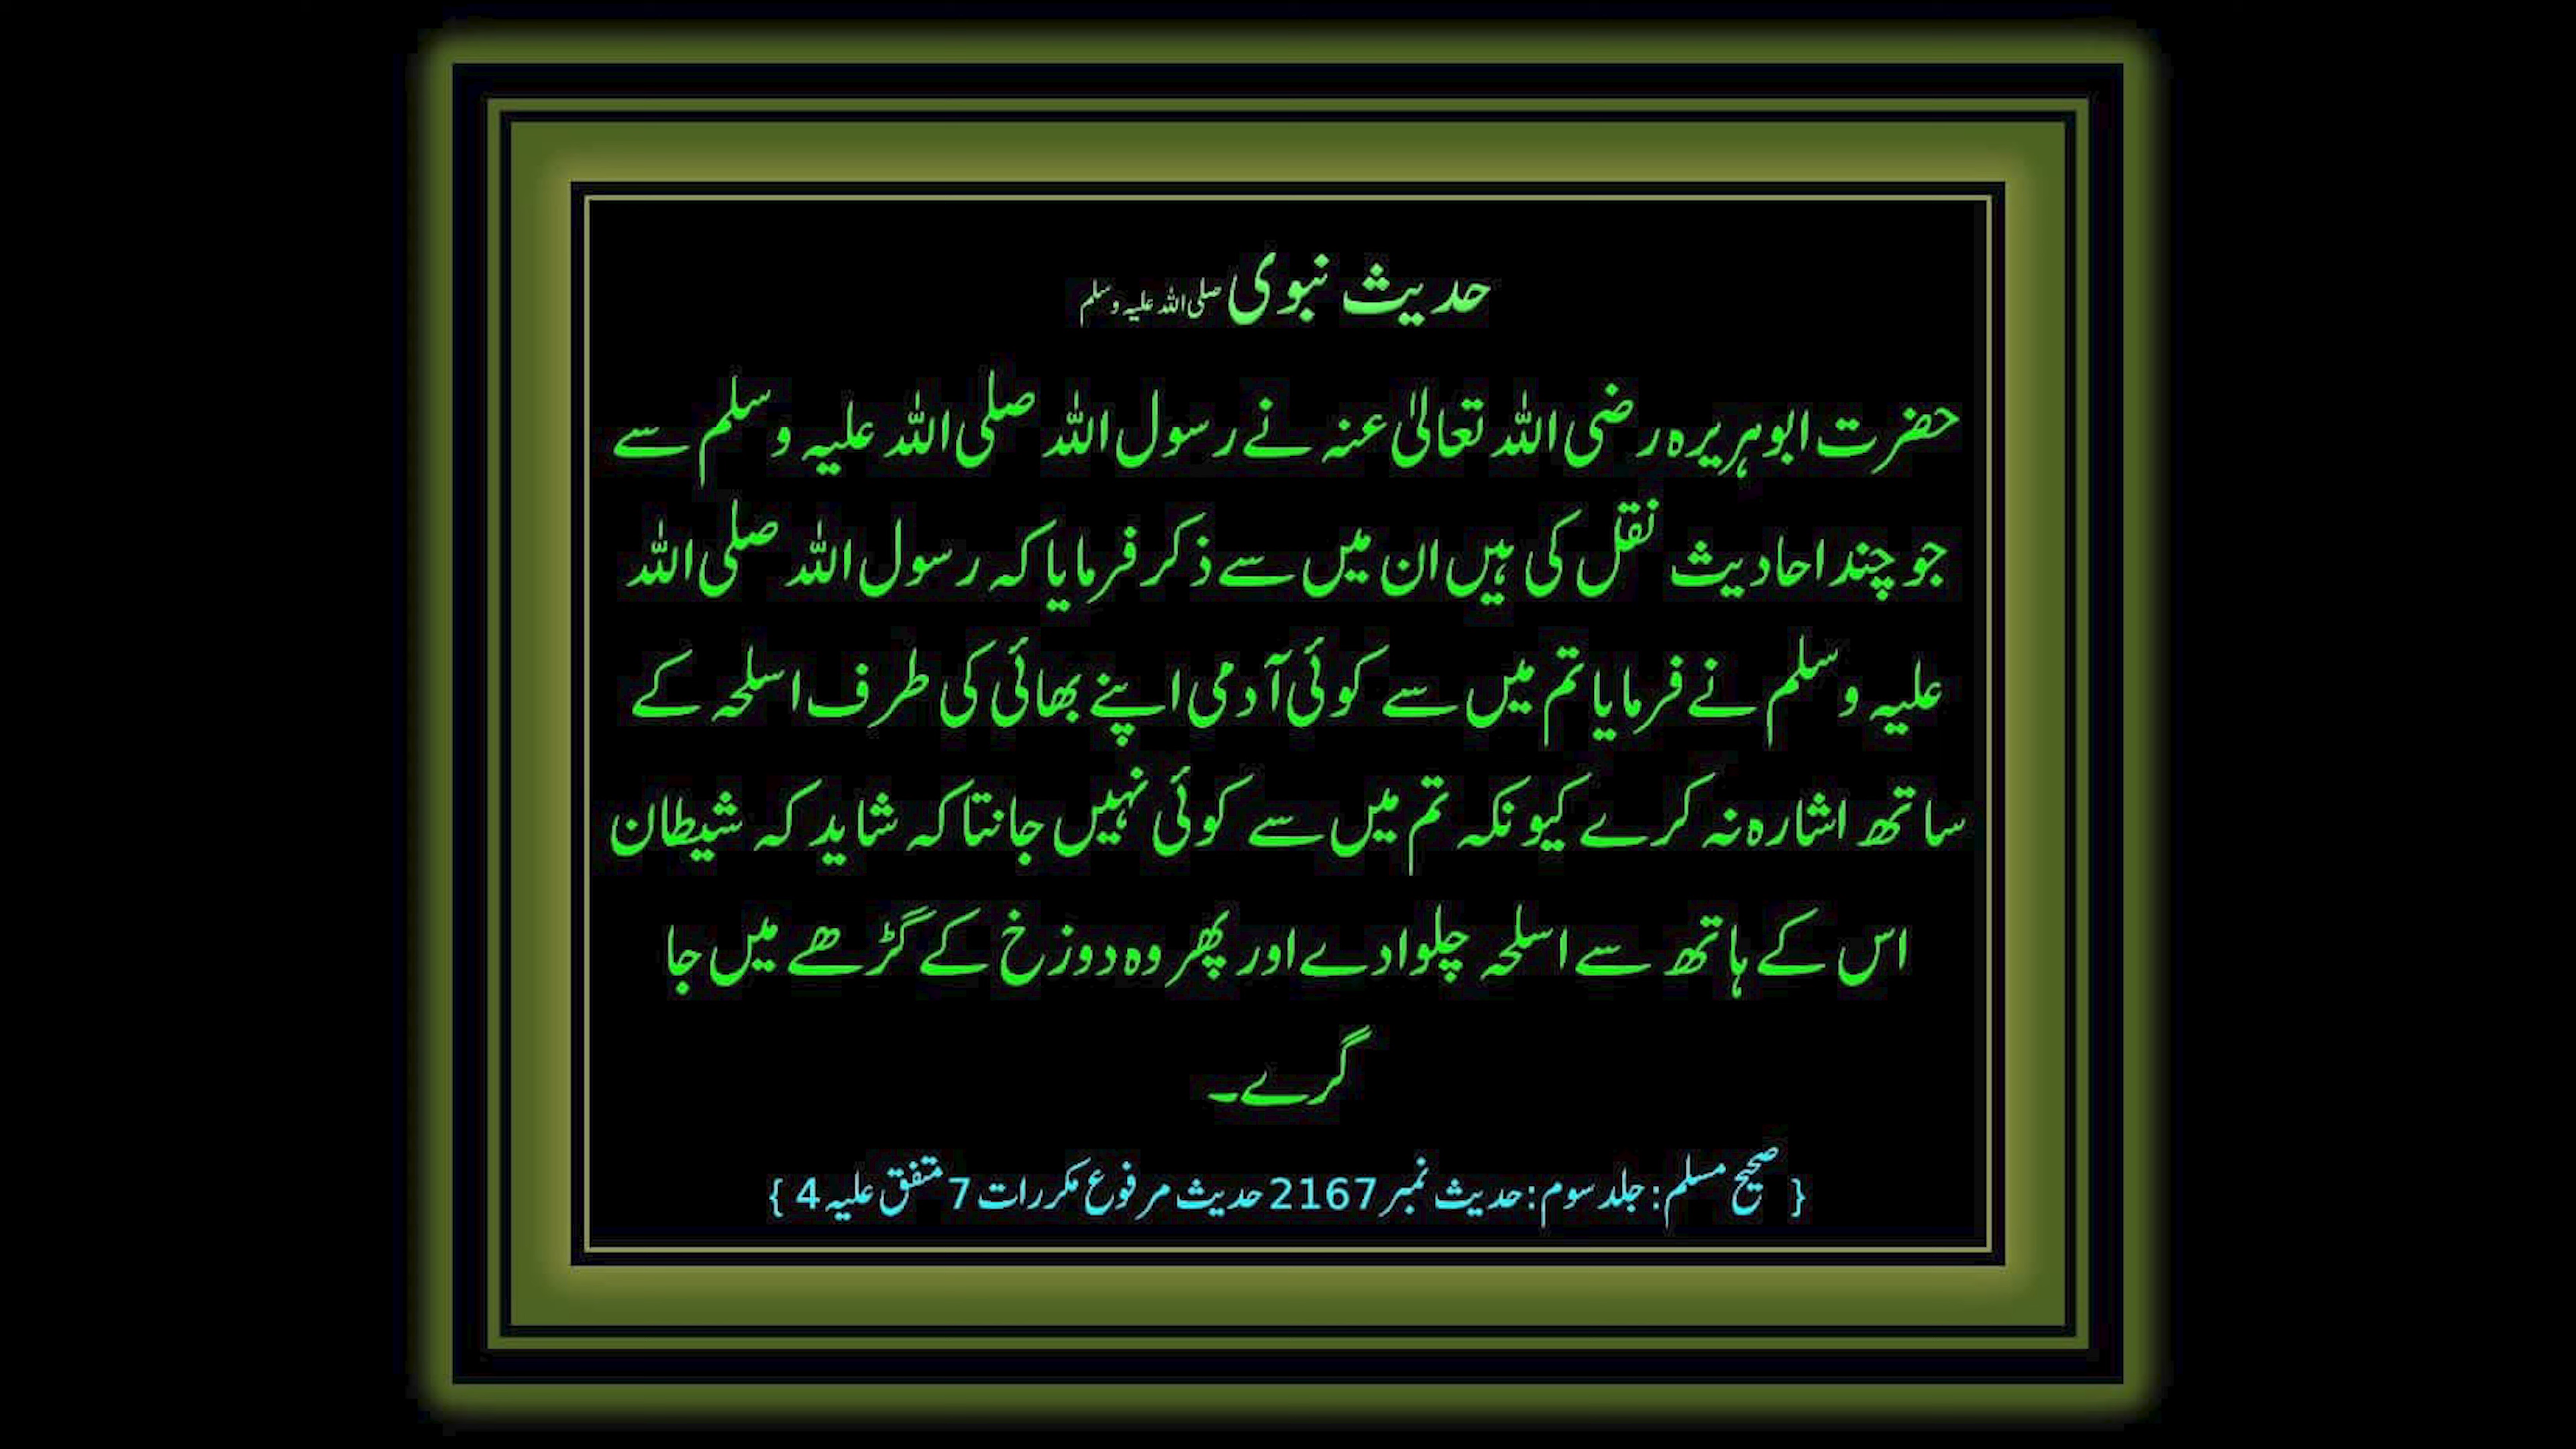 حدیث نبوی صلی اللہ علیہ وسلم
حضرت ابوہریرہ رضی اللہ تعالیٰ عنہ نے رسول اللہ صلی اللہ علیہ وسلم سے
جو چند احادیث نقل کی ہیں ان میں سے ذکر فرمایا کہ رسول اللہ صلی اللہ
علیہ وسلم نے فرمایا تم میں سے کوئی آدمی اپنے بھائی کی طرف اسلحہ کے
ساتھ اشارہ نہ کرے کیونکہ تم میں سے کوئی نہیں جانتا کہ شاید کہ شیطان
اس کے ہاتھ سے اسلحہ چلوا دے اور پھر وہ دوزخ کے گڑھے میں جا
گرے۔
{ صحیح مسلم: جلد سوم: حدیث نمبر 2167 حدیث مرفوع مکررات 7 متفق علیہ 4 }